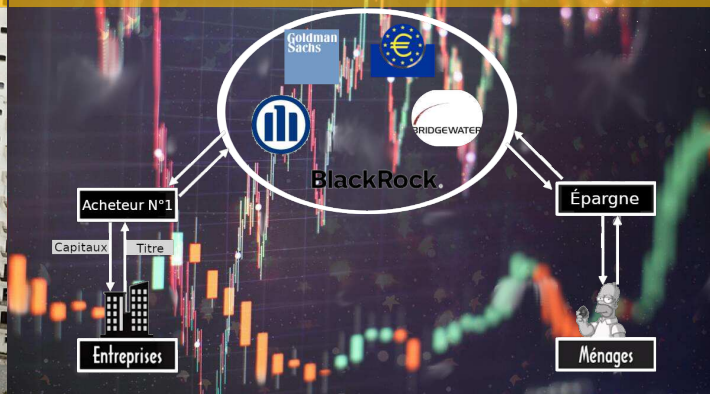 Goldman
Sachs
BRIDGEWATER
BlackRock.
Acheteur N°1
Épargne
Capitaux
Titre
Entreprises
Ménages